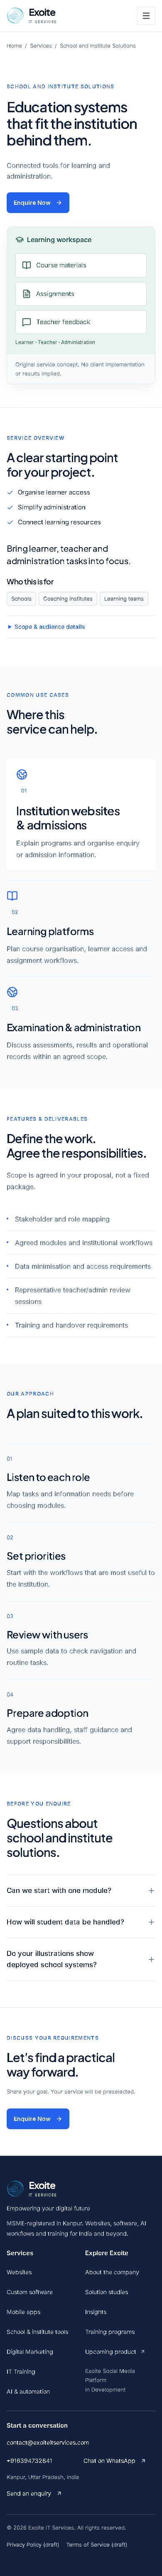 Exoite
IT SERVICES
Home / Services / School and Institute Solutions
SCHOOL AND INSTITUTE SOLUTIONS
Education systems
that fit the institution
behind them.
Connected tools for learning and
administration.
Enquire Now →
Learning workspace
Course materials
Assignments
Teacher feedback
Learner · Teacher · Administration
Original service concept. No client implementation
or results implied.
SERVICE OVERVIEW
A clear starting point
for your project.
Organise learner access
Simplify administration
Connect learning resources
Bring learner, teacher and
administration tasks into focus.
Who this is for
Schools
Coaching institutes
Learning teams
Scope & audience details
COMMON USE CASES
Where this
service can help.
01
Institution websites
& admissions
Explain programs and organise enquiry
or admission information.
02
Learning platforms
Plan course organisation, learner access and
assignment workflows.
03
Examination & administration
Discuss assessments, results and operational
records within an agreed scope.
FEATURES & DELIVERABLES
Define the work.
Agree the responsibilities.
Scope is agreed in your proposal, not a fixed
package.
Stakeholder and role mapping
Agreed modules and institutional workflows
Data minimisation and access requirements
Representative teacher/admin review
sessions
Training and handover requirements
OUR APPROACH
A plan suited to this work.
01
Listen to each role
Map tasks and information needs before
choosing modules.
02
Set priorities
Start with the workflows that are most useful to
the institution.
03
Review with users
Use sample data to check navigation and
routine tasks.
04
Prepare adoption
Agree data handling, staff guidance and
support responsibilities.
BEFORE YOU ENQUIRE
Questions about
school and institute
solutions.
Can we start with one module? +
How will student data be handled? +
Do your illustrations show
deployed school systems? +
DISCUSS YOUR REQUIREMENTS
Let's find a practical
way forward.
Share your goal. Your service will be preselected.
Enquire Now →
Exoite
IT SERVICES
Empowering your digital future
MSME-registered in Kanpur. Websites, software, AI
workflows and training for India and beyond.
Services
Websites
Custom software
Mobile apps
School & institute tools
Digital Marketing
IT Training
AI & automation
Explore Exoite
About the company
Solution studies
Insights
Training programs
Upcoming product ↗
Exoite Social Media
Platform
In Development
Start a conversation
contact@exoiteitservices.com
+916394732841
Chat on WhatsApp ↗
Kanpur, Uttar Pradesh, India
Send an enquiry ↗
© 2026 Exoite IT Services. All rights reserved.
Privacy Policy (draft) Terms of Service (draft)